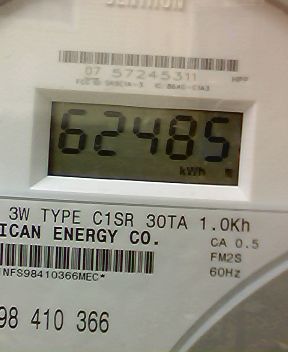 CENTRON
07 57245311
62485
kWh
3W TYPE C1SR 30TA 1.0Kh
ICAN ENERGY CO.
CA 0.5
FM2S
60Hz
NFS98410366MEC*
98 410 366